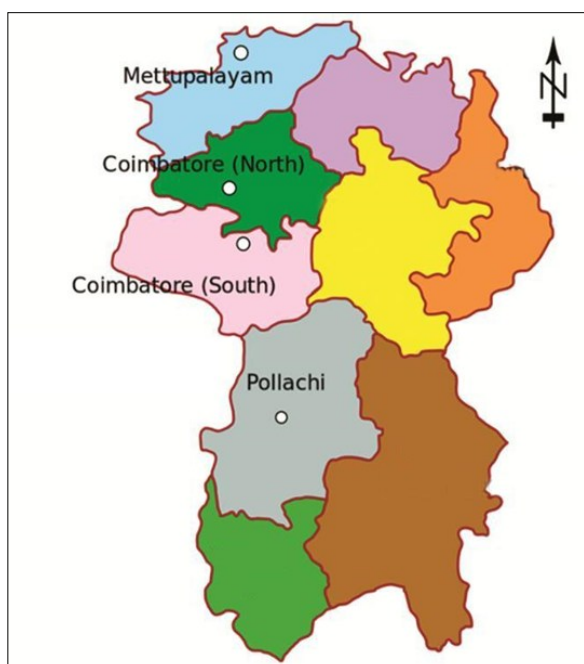 Mettupalayam
Coimbatore (North)
Coimbatore (South)
Pollachi
N